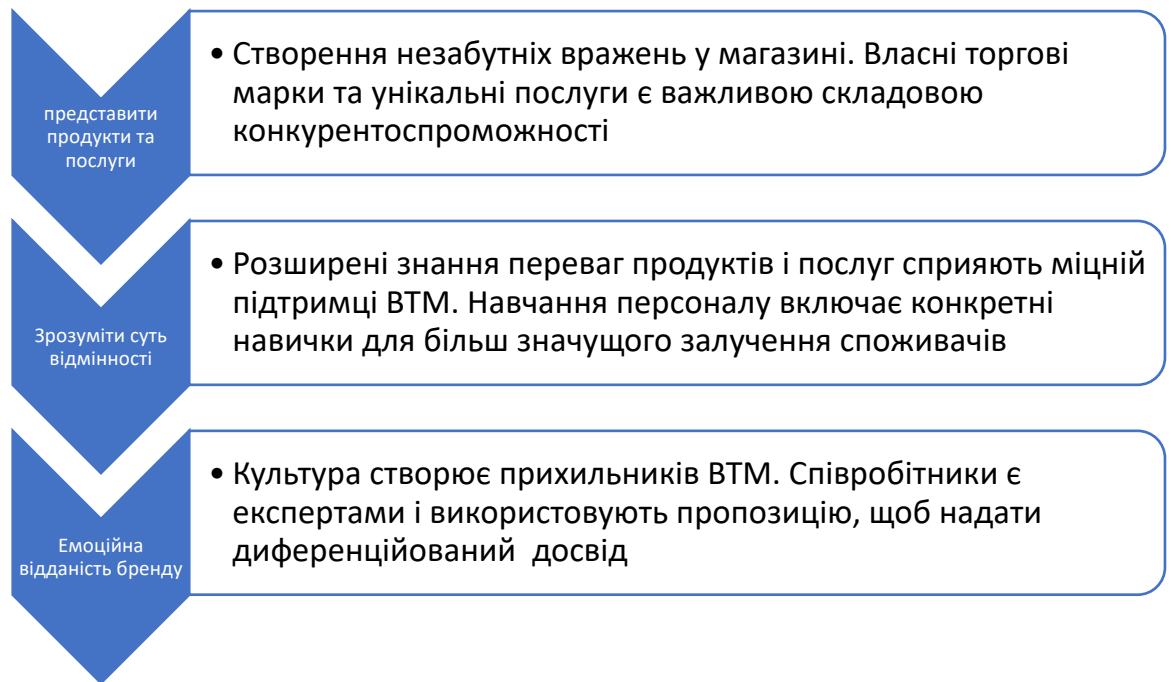 представити
продукти та
послуги
• Створення незабутніх вражень у магазині. Власні торгові
марки та унікальні послуги є важливою складовою
конкурентоспроможності
Зрозуміти суть
відмінності
• Розширені знання переваг продуктів і послуг сприяють міцній
підтримці ВТМ. Навчання персоналу включає конкретні
навички для більш значущого залучення споживачів
Емоційна
відданість бренду
• Культура створює прихильників ВТМ. Співробітники є
експертами і використовують пропозицію, щоб надати
диференційований  досвід